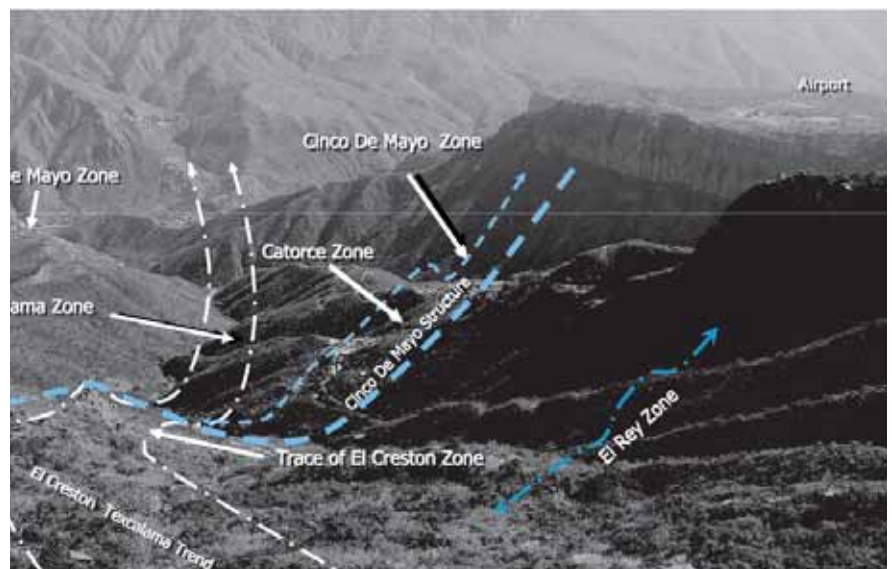 Airport
Cinco De Mayo Zone
e Mayo Zone
Catorce Zone
ama Zone
Cinco De Mayo Structure
El Rey Zone
Trace of El Creston Zone
El Creston Texcalama Trend